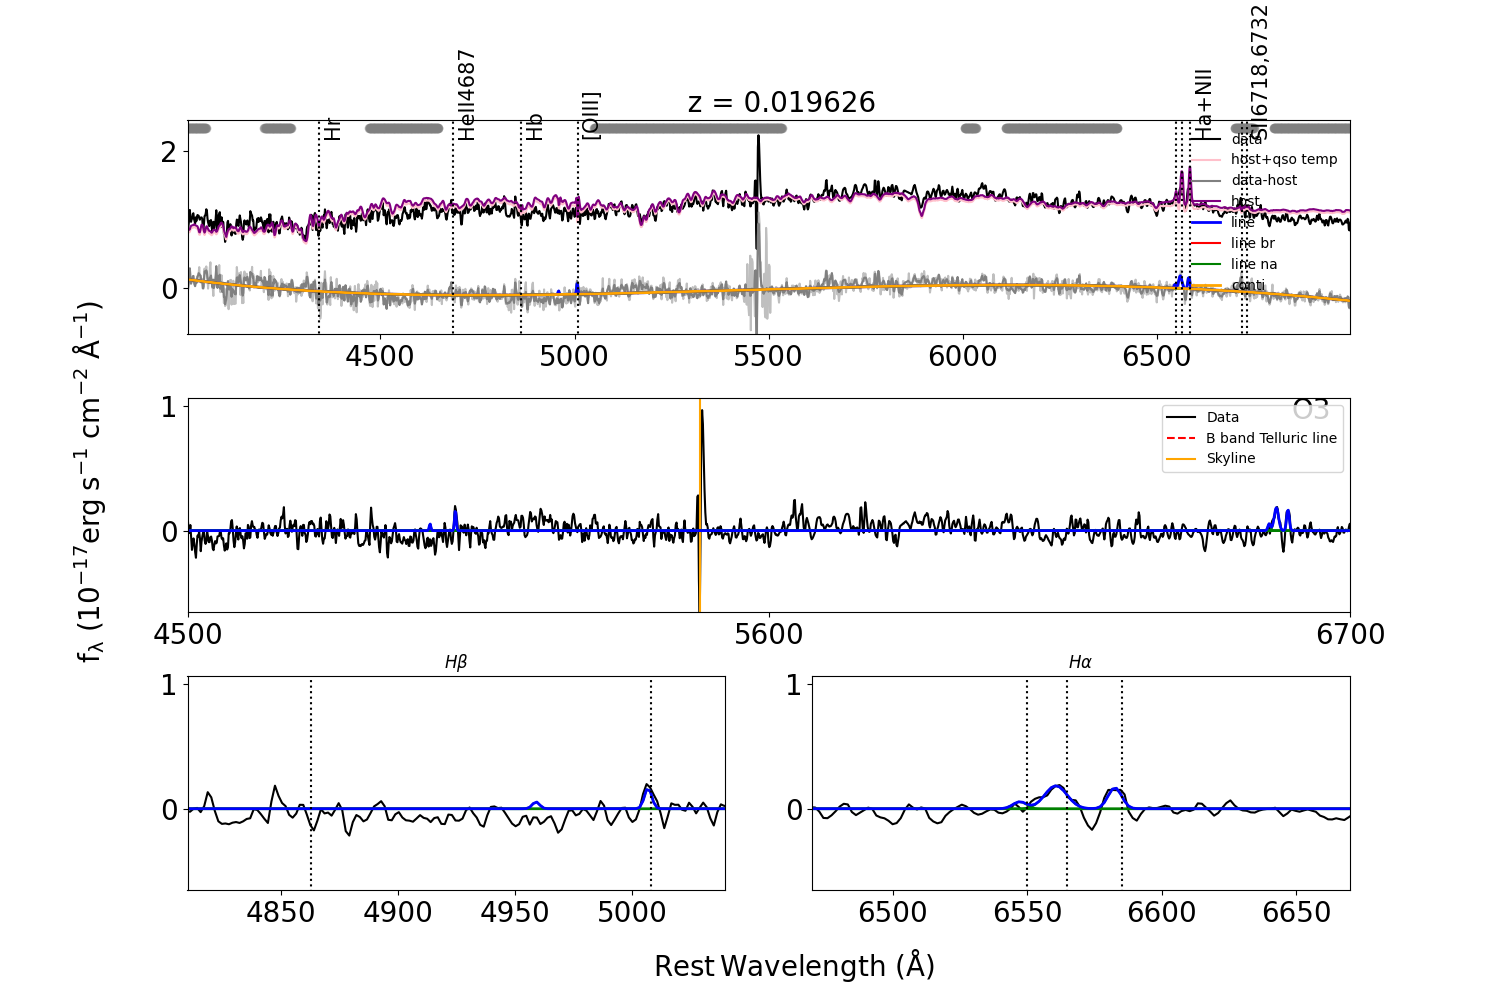 z = 0.019626
Hr
HeII4687
Hb
[OIII]
Ha+NII
SII6718,6732
data
host+qso temp
data-host
host
line
line br
line na
conti
2
0
4500 5000 5500 6000 6500
O3
Data
B band Telluric line
Skyline
1
0
4500 5600 6700
fλ (10⁻¹⁷erg s⁻¹ cm⁻² Å⁻¹)
Hβ
1
0
4850 4900 4950 5000
Hα
1
0
6500 6550 6600 6650
Rest Wavelength (Å)